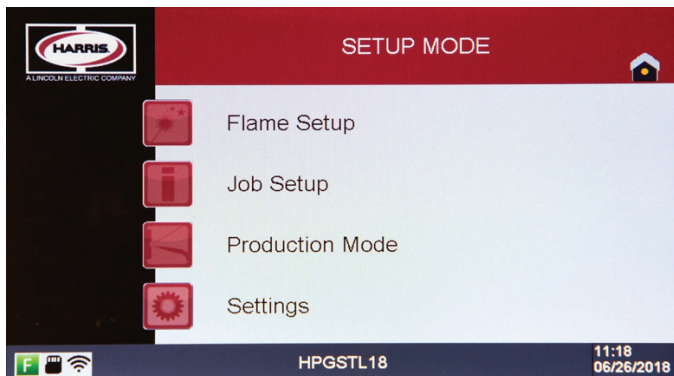 HARRIS
A LINCOLN ELECTRIC COMPANY
SETUP MODE
Flame Setup
Job Setup
Production Mode
Settings
F
HPGSTL18
11:18
06/26/2018